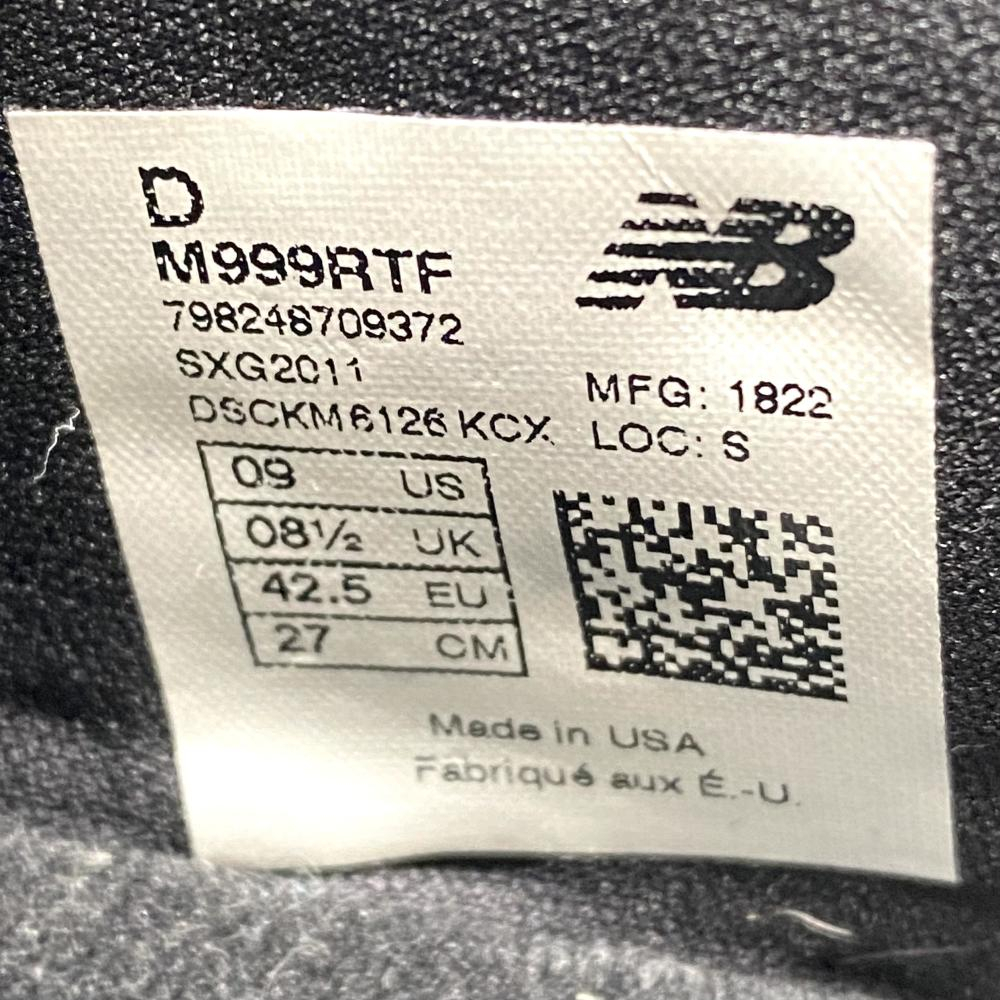 D
M999RTF
NB
798248709372
SXG2011
MFG: 1822
DSCKM6126 KCX
LOC: S
09 US
08½ UK
42.5 EU
27 CM
Made in USA
Fabriqué aux É.-U.